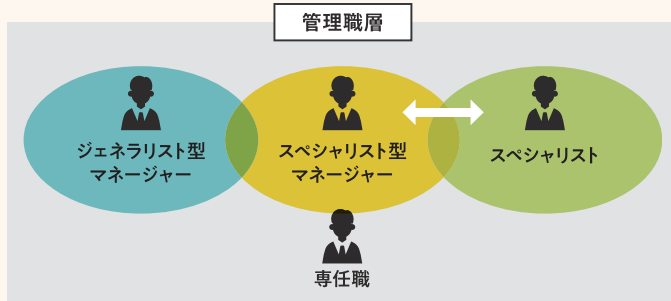 管理職層
ジェネラリスト型
マネージャー
スペシャリスト型
マネージャー
スペシャリスト
専任職